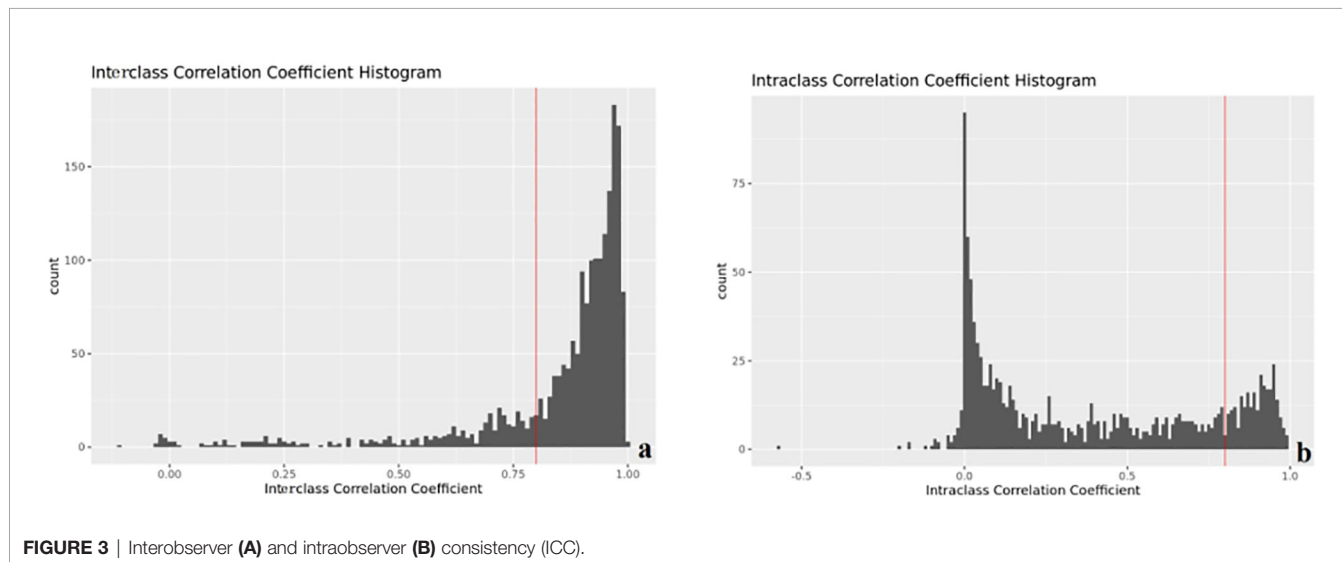 Interclass Correlation Coefficient Histogram
150
100
50
0
count
0.00 0.25 0.50 0.75 1.00
Interclass Correlation Coefficient
a
Intraclass Correlation Coefficient Histogram
75
50
25
0
count
-0.5 0.0 0.5 1.0
Intraclass Correlation Coefficient
b
FIGURE 3 | Interobserver (A) and intraobserver (B) consistency (ICC).